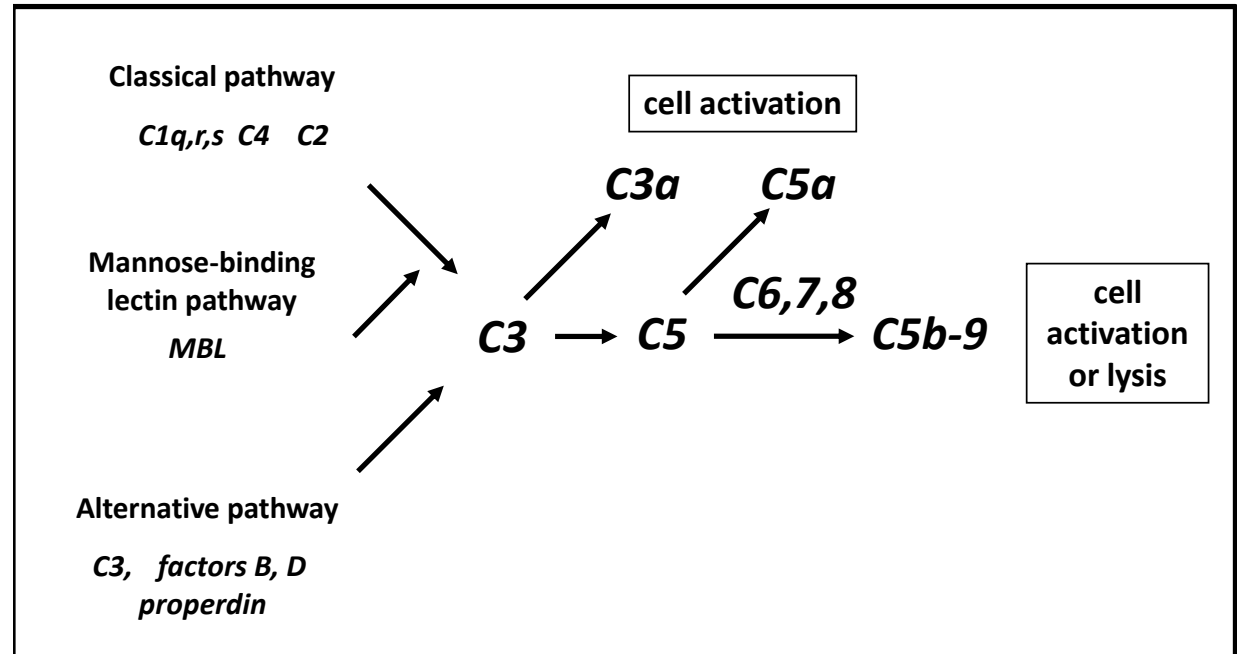 Classical pathway
C1q,r,s C4 C2
Mannose-binding
lectin pathway
MBL
Alternative pathway
C3, factors B, D
properdin
cell activation
C3a C5a
C6,7,8
C3 C5 C5b-9
cell
activation
or lysis